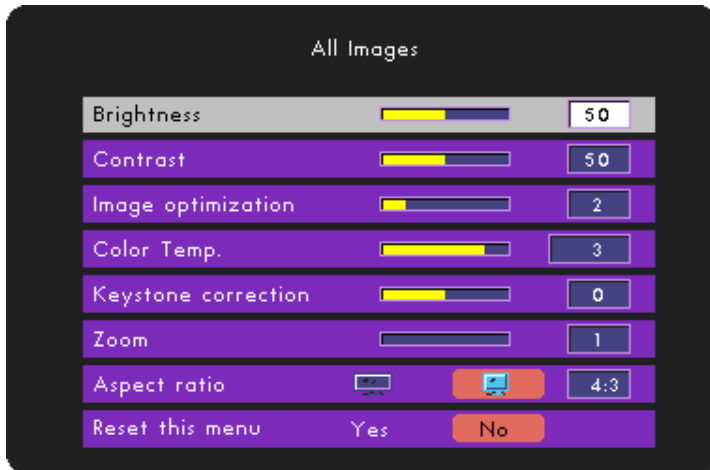 All Images
Brightness 50
Contrast 50
Image optimization 2
Color Temp. 3
Keystone correction 0
Zoom 1
Aspect ratio 4:3
Reset this menu Yes No